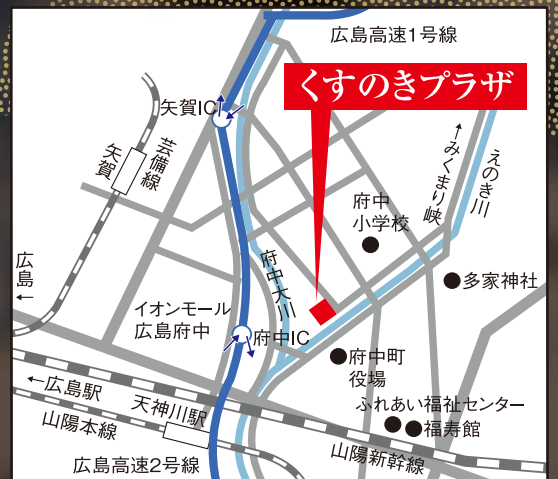 広島高速1号線
くすのきプラザ
矢賀IC
芸備線
矢賀
←みくまり峡
えのき川
府中
小学校
広島
←
府中大川
多家神社
イオンモール
広島府中
府中IC
府中町
役場
←広島駅
天神川駅
ふれあい福祉センター
福寿館
山陽本線
山陽新幹線
広島高速2号線